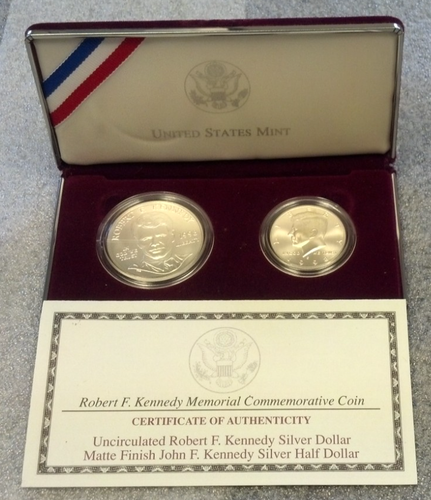 UNITED STATES MINT
Robert F. Kennedy Memorial Commemorative Coin
CERTIFICATE OF AUTHENTICITY
Uncirculated Robert F. Kennedy Silver Dollar
Matte Finish John F. Kennedy Silver Half Dollar